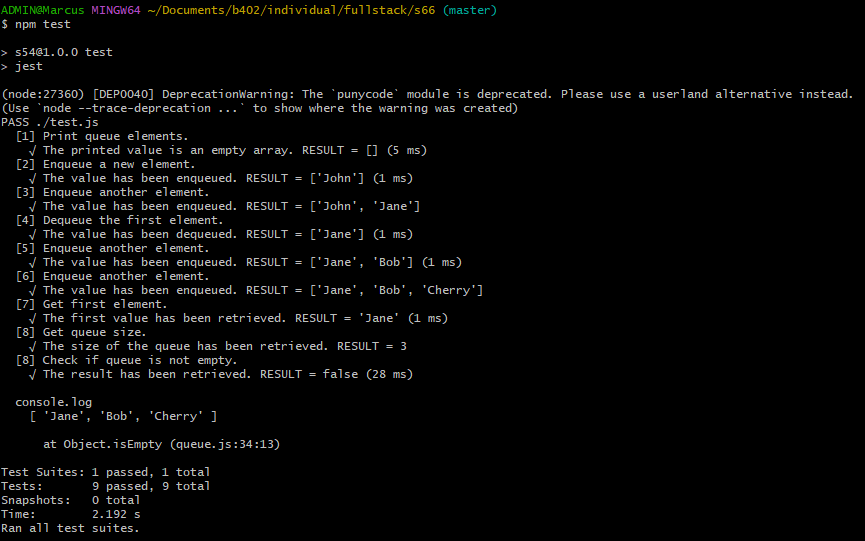 ADMIN@Marcus MINGW64 ~/Documents/b402/individual/fullstack/s66 (master)
$ npm test
> s54@1.0.0 test
> jest
(node:27360) [DEP0040] DeprecationWarning: The `punycode` module is deprecated. Please use a userland alternative instead.
(Use `node --trace-deprecation ...` to show where the warning was created)
PASS ./test.js
[1] Print queue elements.
√ The printed value is an empty array. RESULT = [] (5 ms)
[2] Enqueue a new element.
√ The value has been enqueued. RESULT = ['John'] (1 ms)
[3] Enqueue another element.
√ The value has been enqueued. RESULT = ['John', 'Jane']
[4] Dequeue the first element.
√ The value has been dequeued. RESULT = ['Jane'] (1 ms)
[5] Enqueue another element.
√ The value has been enqueued. RESULT = ['Jane', 'Bob'] (1 ms)
[6] Enqueue another element.
√ The value has been enqueued. RESULT = ['Jane', 'Bob', 'Cherry']
[7] Get first element.
√ The first value has been retrieved. RESULT = 'Jane' (1 ms)
[8] Get queue size.
√ The size of the queue has been retrieved. RESULT = 3
[8] Check if queue is not empty.
√ The result has been retrieved. RESULT = false (28 ms)
console.log
[ 'Jane', 'Bob', 'Cherry' ]
at Object.isEmpty (queue.js:34:13)
Test Suites: 1 passed, 1 total
Tests:       9 passed, 9 total
Snapshots:   0 total
Time:        2.192 s
Ran all test suites.